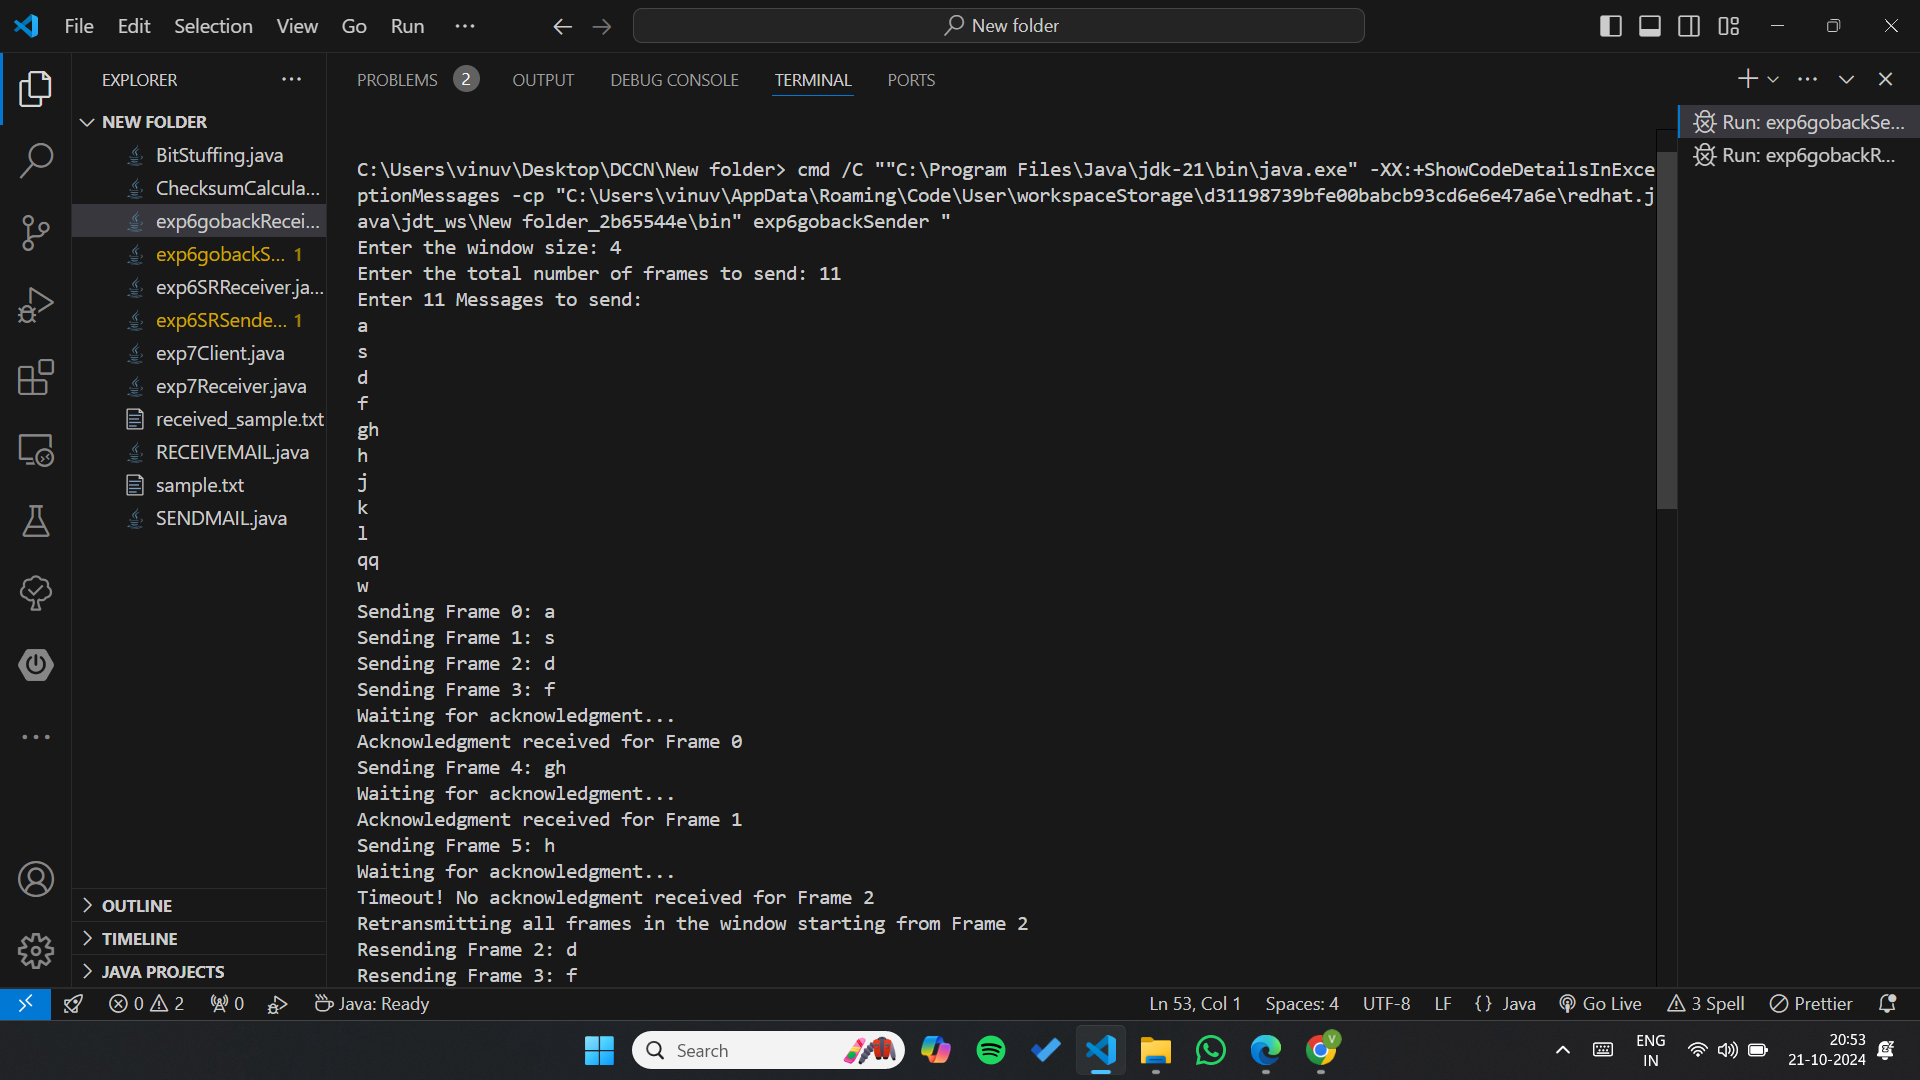 File Edit Selection View Go Run ...
New folder
EXPLORER
NEW FOLDER
BitStuffing.java
ChecksumCalcula...
exp6gobackRecei...
exp6gobackS... 1
exp6SRReceiver.ja...
exp6SRSende... 1
exp7Client.java
exp7Receiver.java
received_sample.txt
RECEIVEMAIL.java
sample.txt
SENDMAIL.java
OUTLINE
TIMELINE
JAVA PROJECTS
PROBLEMS 2 OUTPUT DEBUG CONSOLE TERMINAL PORTS
C:\Users\vinuv\Desktop\DCCN\New folder> cmd /C ""C:\Program Files\Java\jdk-21\bin\java.exe" -XX:+ShowCodeDetailsInExce
ptionMessages -cp "C:\Users\vinuv\AppData\Roaming\Code\User\workspaceStorage\d31198739bfe00babcb93cd6e6e47a6e\redhat.j
ava\jdt_ws\New folder_2b65544e\bin" exp6gobackSender "
Enter the window size: 4
Enter the total number of frames to send: 11
Enter 11 Messages to send:
a
s
d
f
gh
h
j
k
l
qq
w
Sending Frame 0: a
Sending Frame 1: s
Sending Frame 2: d
Sending Frame 3: f
Waiting for acknowledgment...
Acknowledgment received for Frame 0
Sending Frame 4: gh
Waiting for acknowledgment...
Acknowledgment received for Frame 1
Sending Frame 5: h
Waiting for acknowledgment...
Timeout! No acknowledgment received for Frame 2
Retransmitting all frames in the window starting from Frame 2
Resending Frame 2: d
Resending Frame 3: f
Run: exp6gobackSe...
Run: exp6gobackR...
0 2 0 Java: Ready
Ln 53, Col 1 Spaces: 4 UTF-8 LF {} Java Go Live 3 Spell Prettier
Search
V
ENG
IN
20:53
21-10-2024